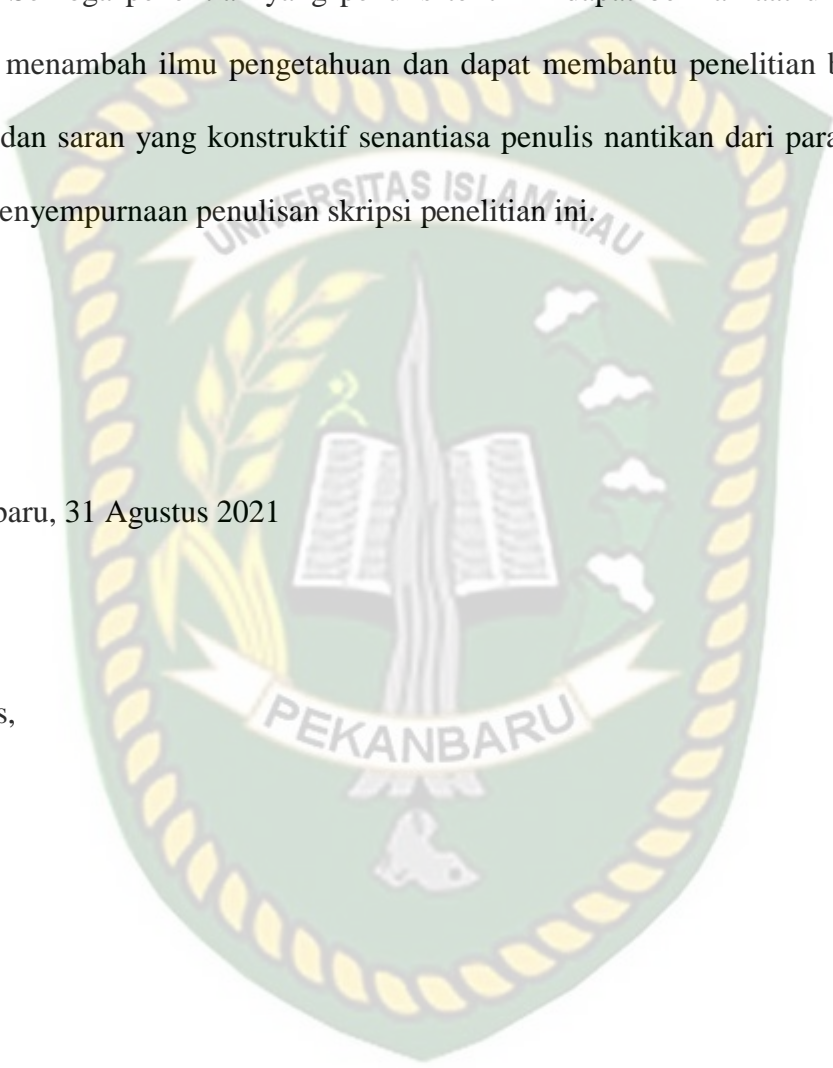 menambah ilmu pengetahuan dan dapat membantu penelitian
dan saran yang konstruktif senantiasa penulis nantikan dari para
enyempurnaan penulisan skripsi penelitian ini.
UNIVERSITAS ISLAM RIAU
baru, 31 Agustus 2021
s,
PEKANBARU